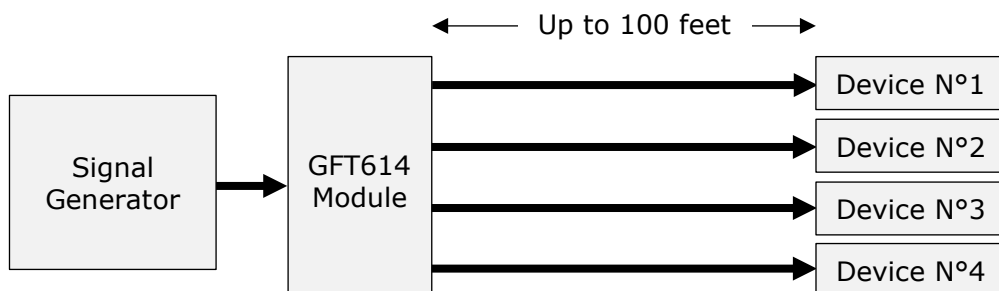 Up to 100 feet
Signal
Generator
GFT614
Module
Device N°1
Device N°2
Device N°3
Device N°4